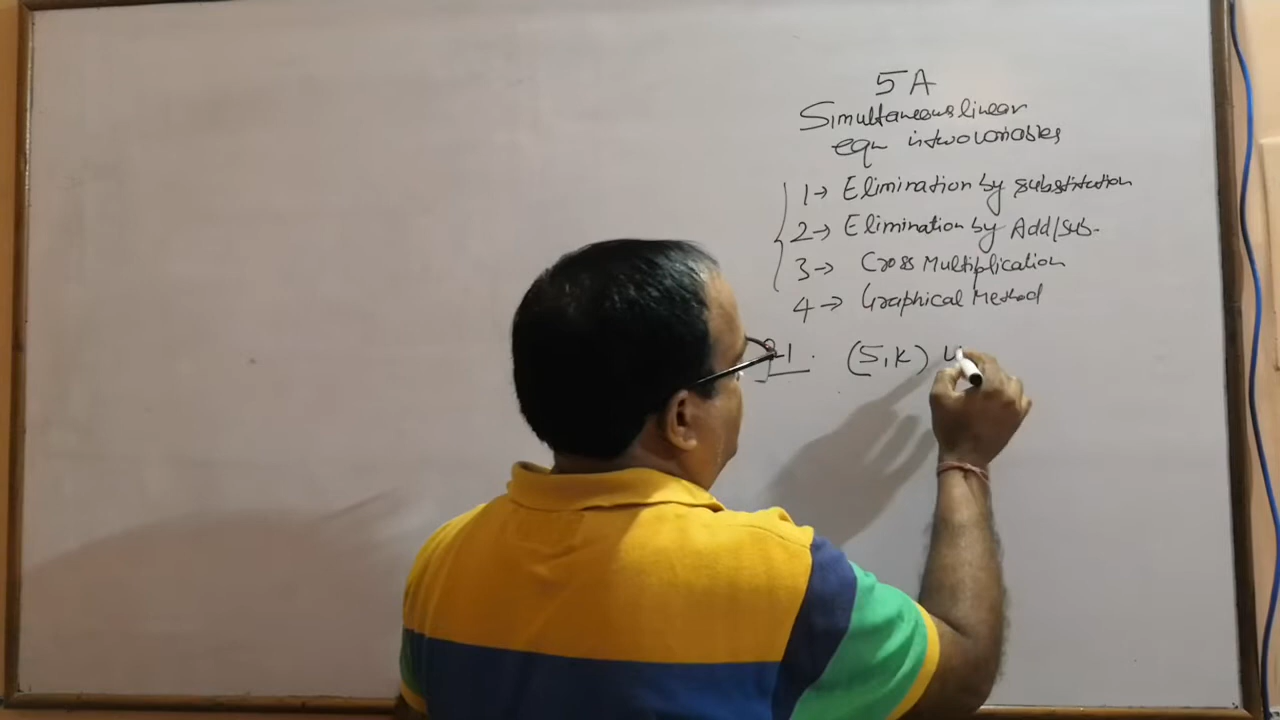 5A
Simultaneous linear
eqn in two variables
1→ Elimination by substitution
2→ Elimination by Add/sub.
3→ Cross Multiplication
4→ Graphical Method
1. (5,k)